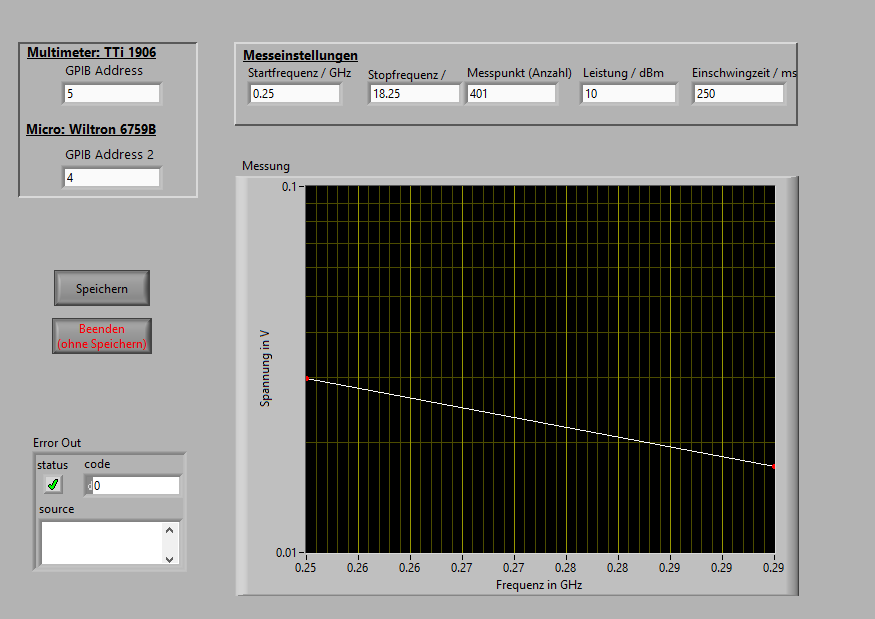 Multimeter: TTi 1906
GPIB Address
5
Micro: Wiltron 6759B
GPIB Address 2
4
Messeinstellungen
Startfrequenz / GHz
Stopfrequenz /
Messpunkt (Anzahl)
Leistung / dBm
Einschwingzeit / ms
0.25
18.25
401
10
250
Speichern
Beenden
(ohne Speichern)
Error Out
status
code
d0
source
Messung
0.1
Spannung in V
0.01
0.25 0.26 0.26 0.27 0.27 0.28 0.28 0.29 0.29 0.29
Frequenz in GHz